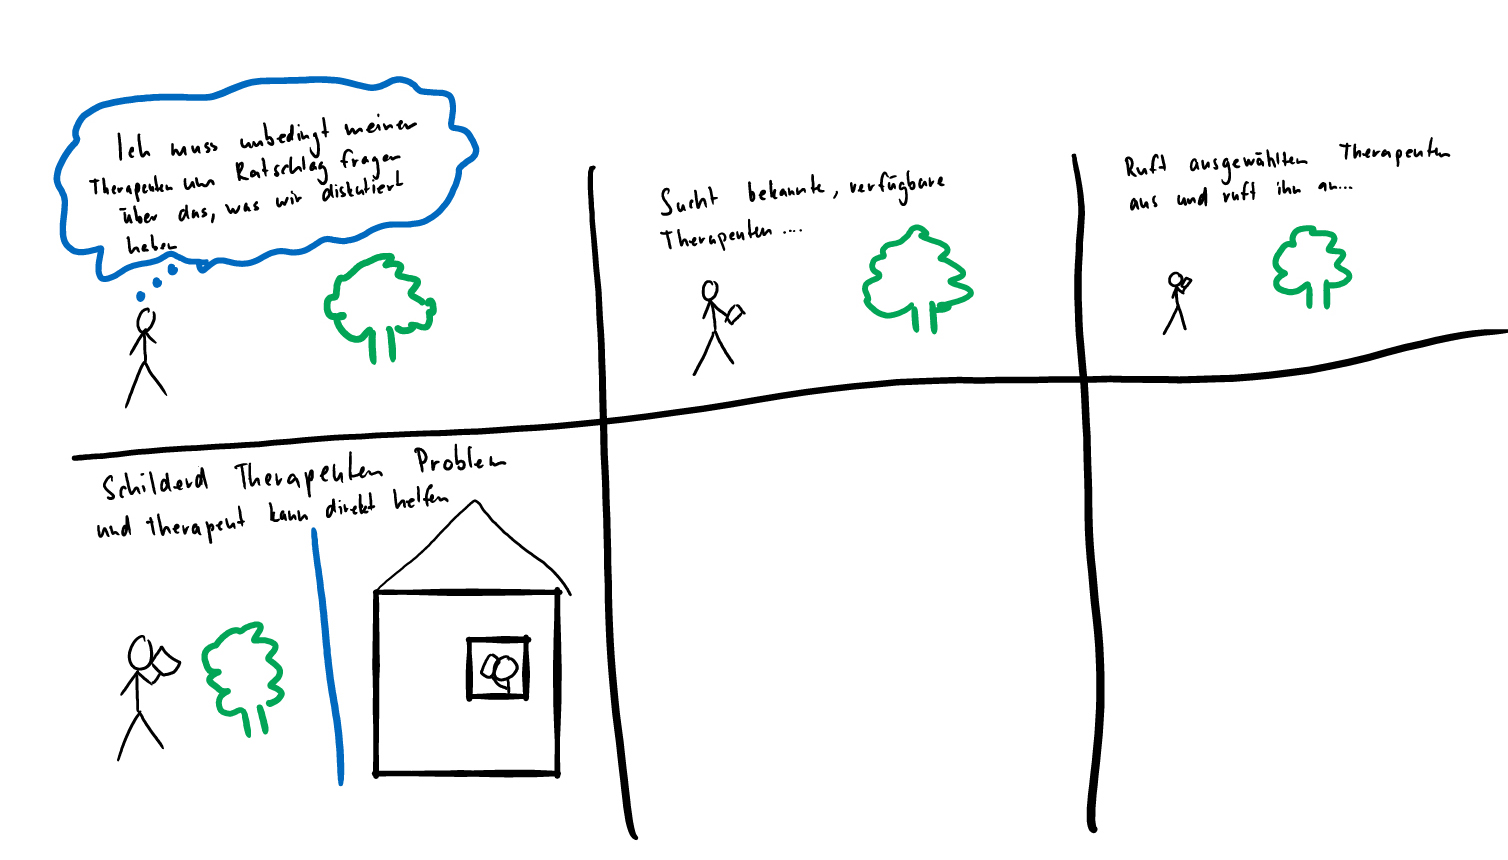 Ich muss unbedingt meinen
Therapeuten um Ratschlag fragen
über das, was wir diskutiert
haben
Sucht bekannte, verfügbare
Therapeuten ....
Ruft ausgewählten Therapeuten
aus und ruft ihn an...
Schilderd Therapeuten Problem
und Therapeut kann direkt helfen